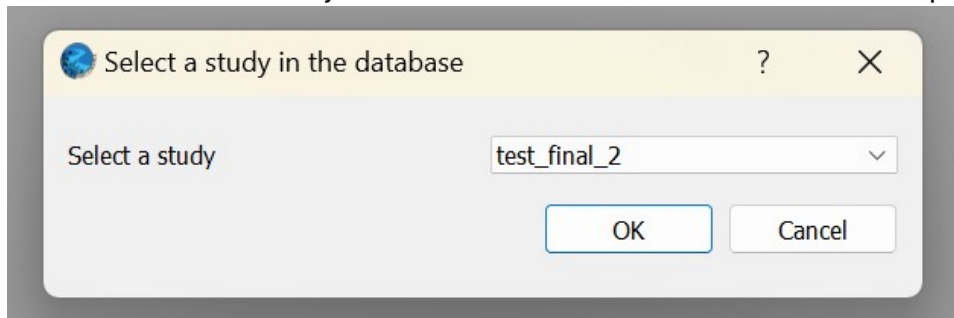 Select a study in the database ?
Select a study test_final_2
OK Cancel